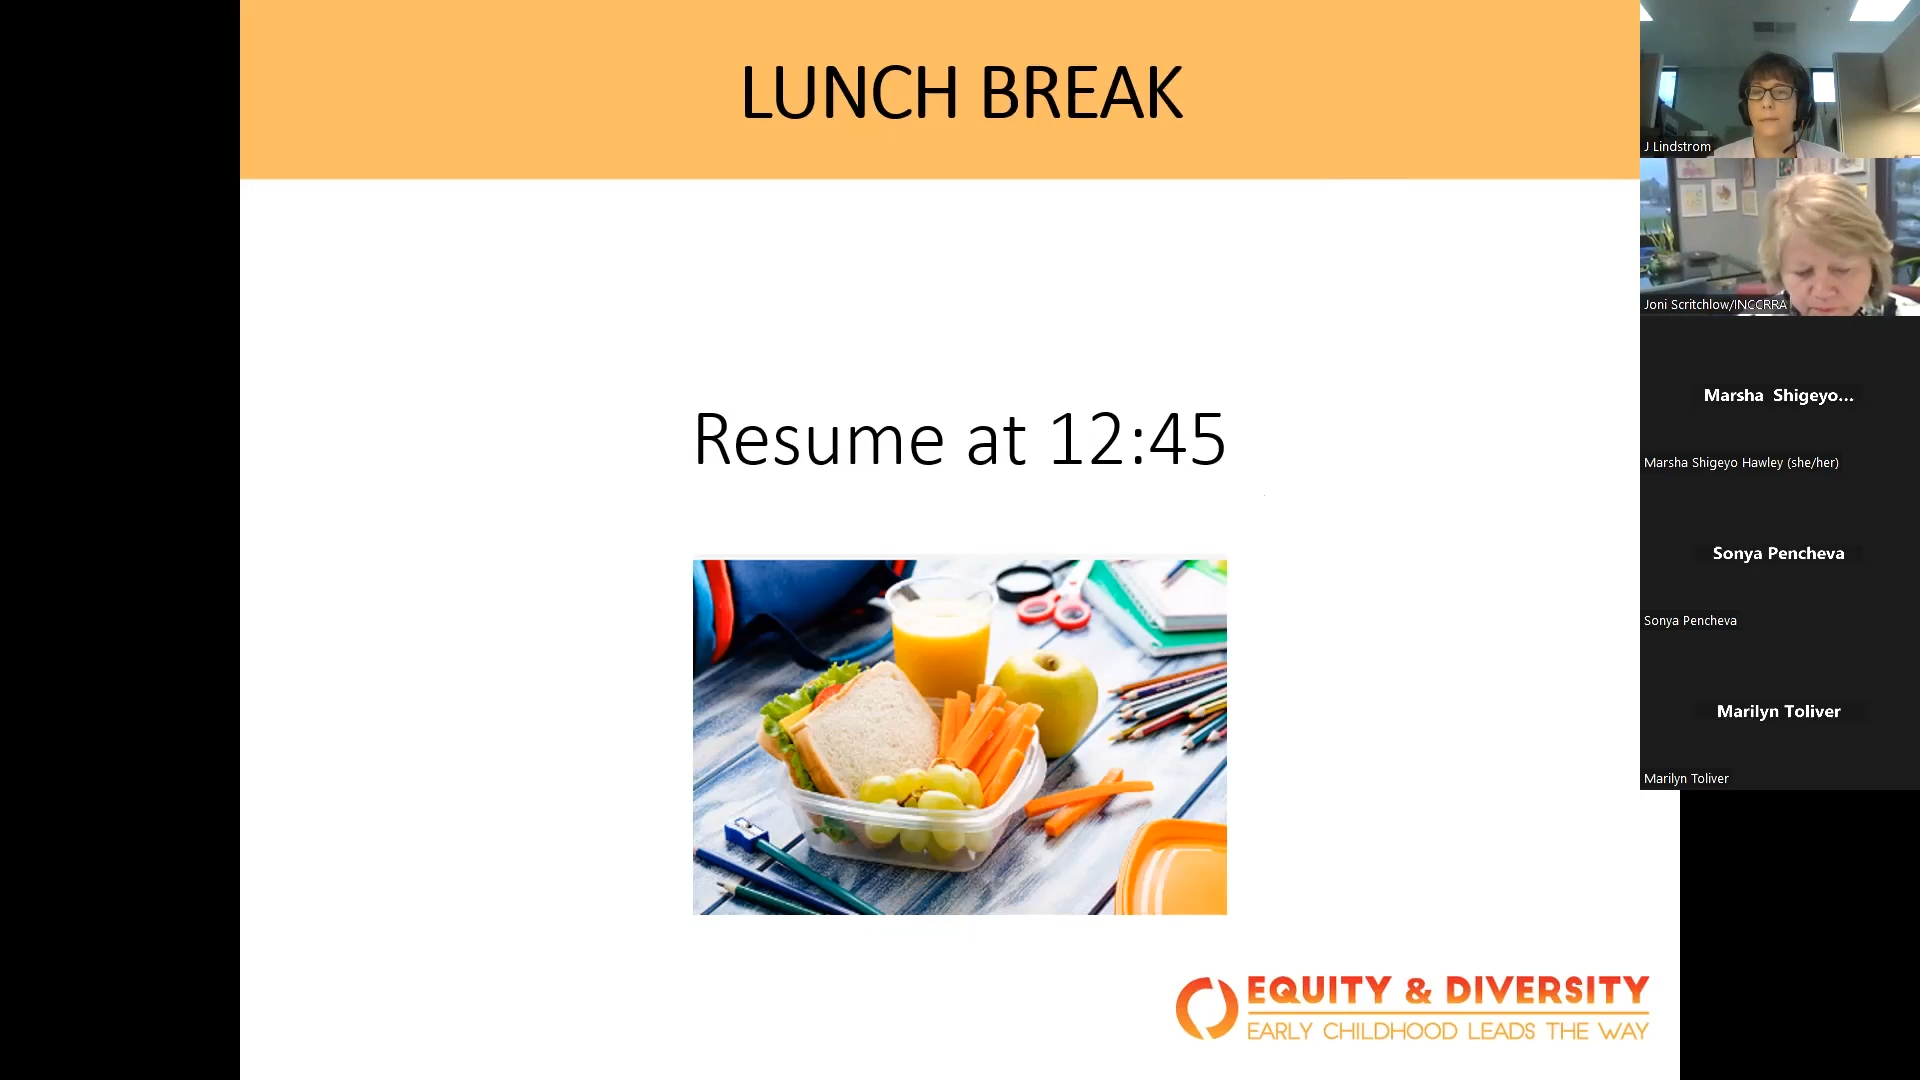 LUNCH BREAK
Resume at 12:45
EQUITY & DIVERSITY
EARLY CHILDHOOD LEADS THE WAY
J Lindstrom
Joni Scritchlow/INCCRRA
Marsha Shigeyo...
Marsha Shigeyo Hawley (she/her)
Sonya Pencheva
Sonya Pencheva
Marilyn Toliver
Marilyn Toliver